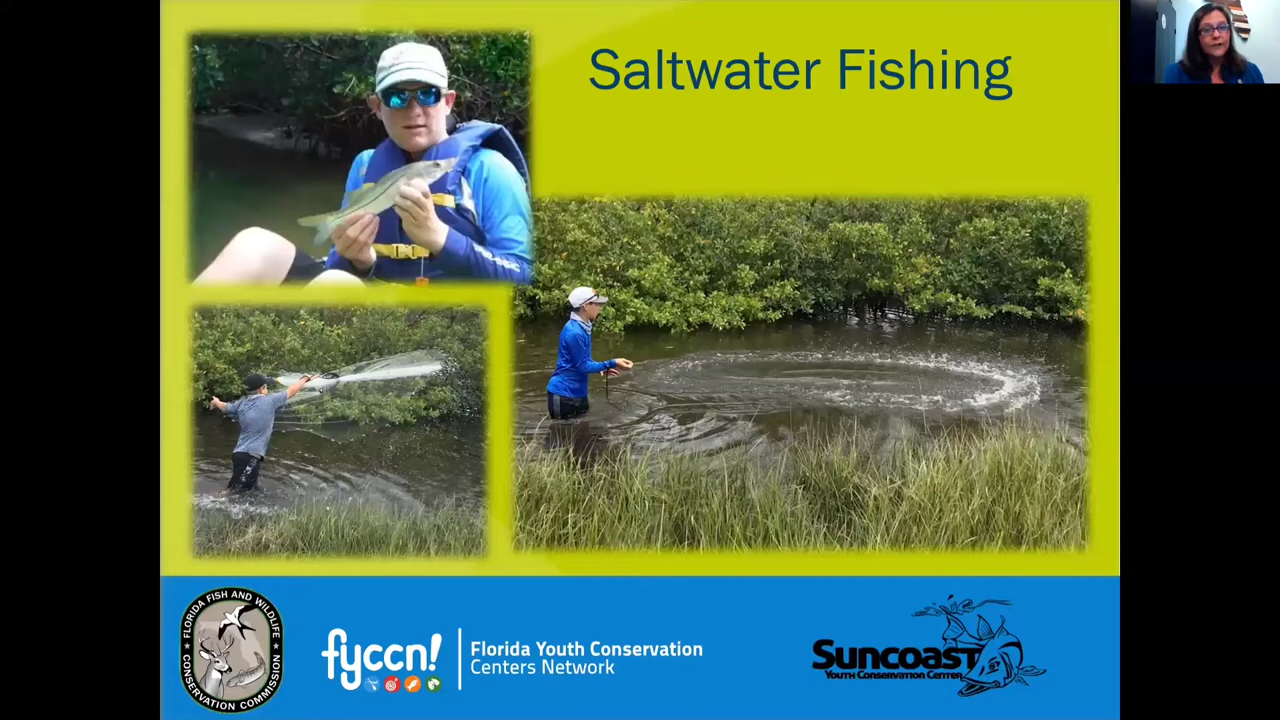 Saltwater Fishing
FLORIDA FISH AND WILDLIFE
CONSERVATION COMMISSION
fyccn!
Florida Youth Conservation
Centers Network
Suncoast
Youth Conservation Center